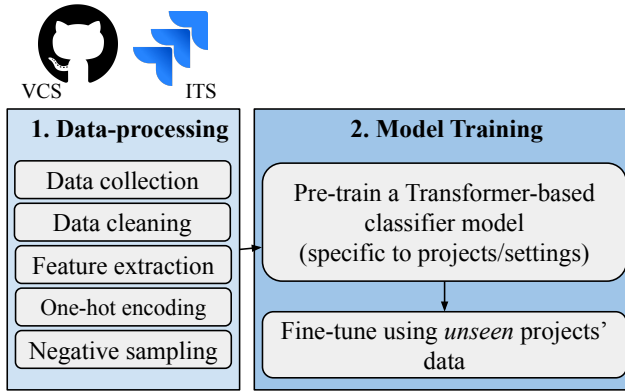 VCS
ITS
1. Data-processing
Data collection
Data cleaning
Feature extraction
One-hot encoding
Negative sampling
2. Model Training
Pre-train a Transformer-based
classifier model
(specific to projects/settings)
Fine-tune using unseen projects'
data